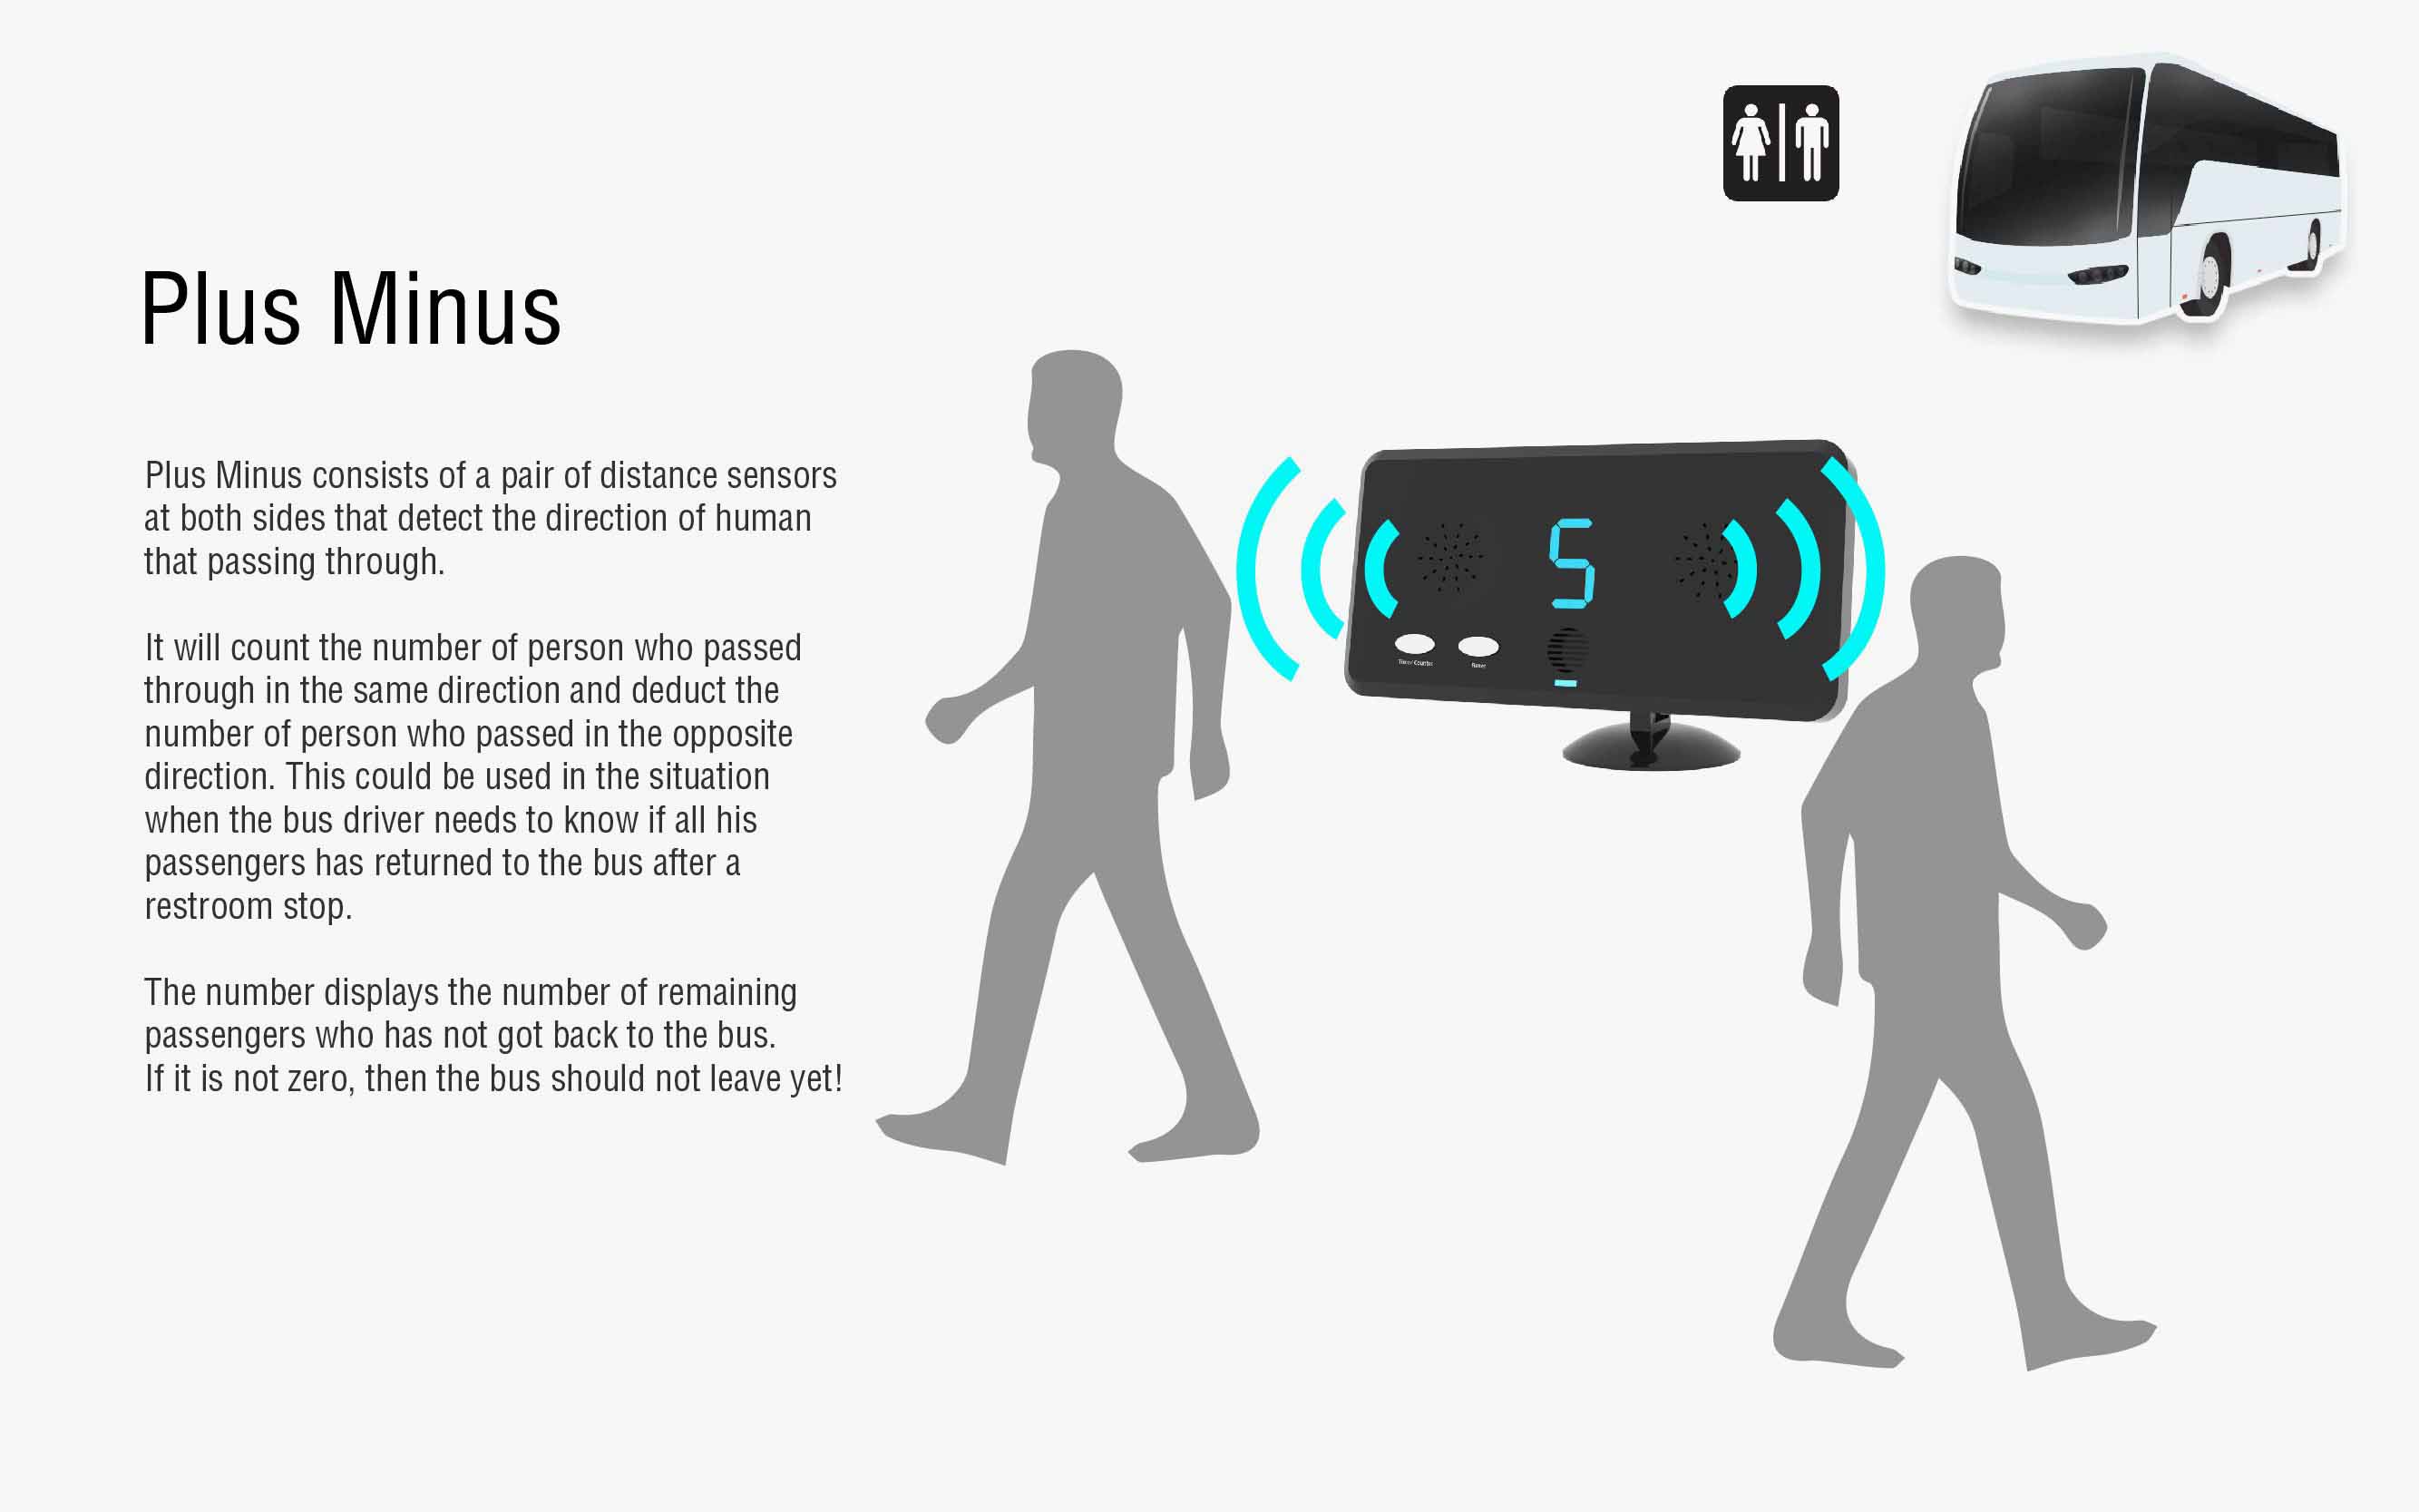 Plus Minus
Plus Minus consists of a pair of distance sensors
at both sides that detect the direction of human
that passing through.
It will count the number of person who passed
through in the same direction and deduct the
number of person who passed in the opposite
direction. This could be used in the situation
when the bus driver needs to know if all his
passengers has returned to the bus after a
restroom stop.
The number displays the number of remaining
passengers who has not got back to the bus.
If it is not zero, then the bus should not leave yet!
5